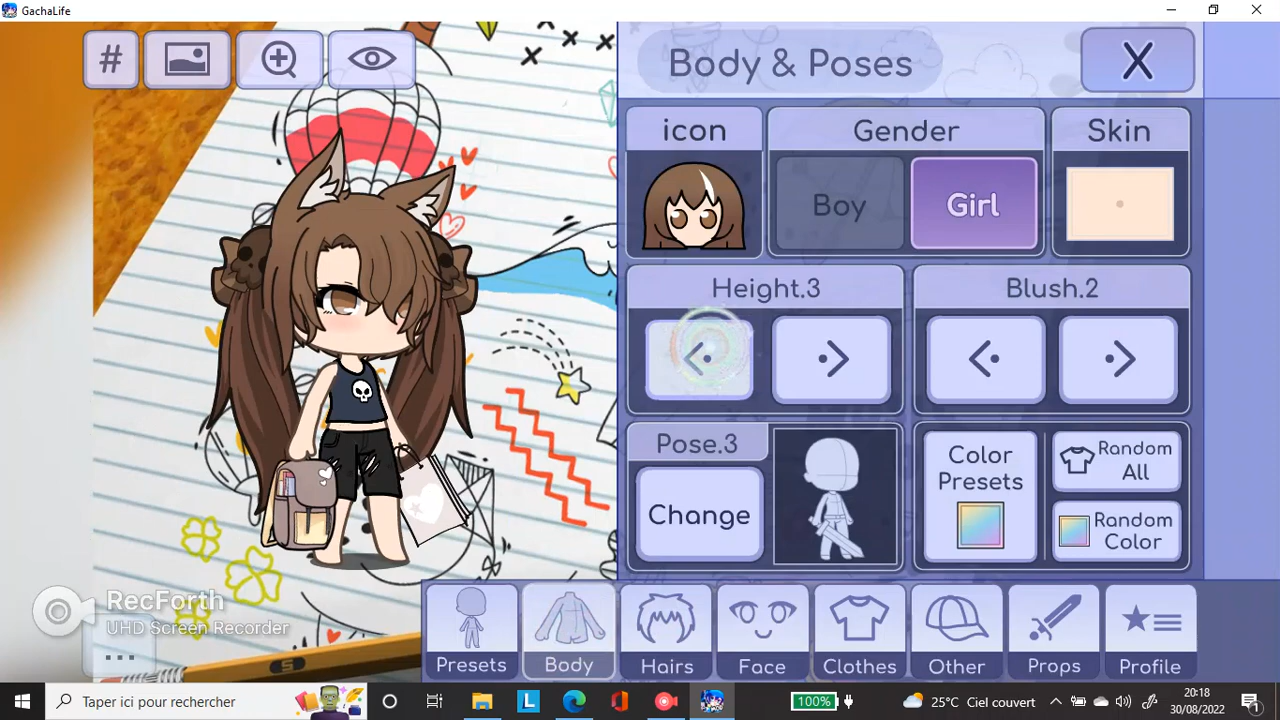 GachaLife
#
Body & Poses
X
icon
Gender
Skin
Boy
Girl
Height.3
Blush.2
Pose.3
Change
Color
Presets
Random
All
Random
Color
RecForth
UHD Screen Recorder
S
Presets
Body
Hairs
Face
Clothes
Other
Props
Profile
Taper ici pour rechercher
L
100%
25°C Ciel couvert
20:18
30/08/2022
1